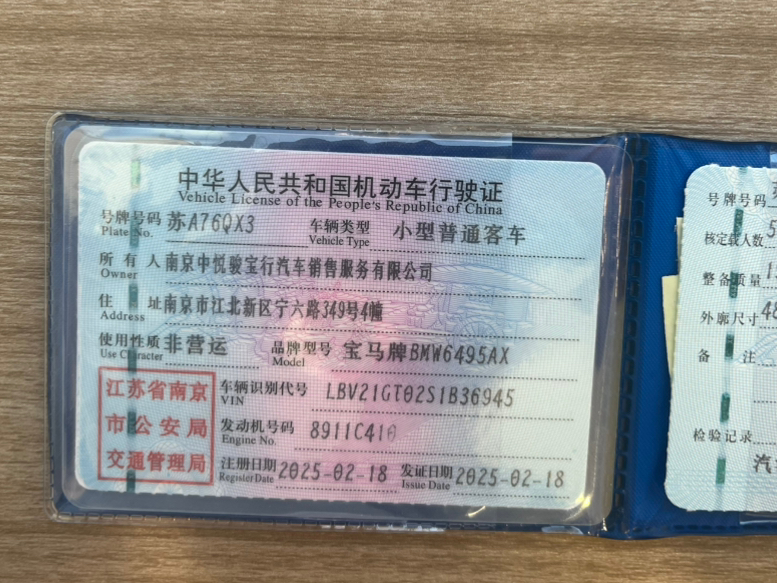 中华人民共和国机动车行驶证
Vehicle License of the People's Republic of China
号牌号码 苏A76QX3 车辆类型 小型普通客车
Plate No. Vehicle Type
所有人 南京中悦骏宝行汽车销售服务有限公司
Owner
住址 南京市江北新区宁六路349号4幢
Address
使用性质 非营运 品牌型号 宝马牌BMW6495AX
Use Character Model
江苏省南京
市公安局
交通管理局
车辆识别代号 LBV21GT02S1B36945
VIN
发动机号码 8911C410
Engine No.
注册日期 2025-02-18 发证日期 2025-02-18
Register Date Issue Date
号牌号码
核定载人数 5
整备质量 1
外廓尺寸 48
备注
检验记录
汽